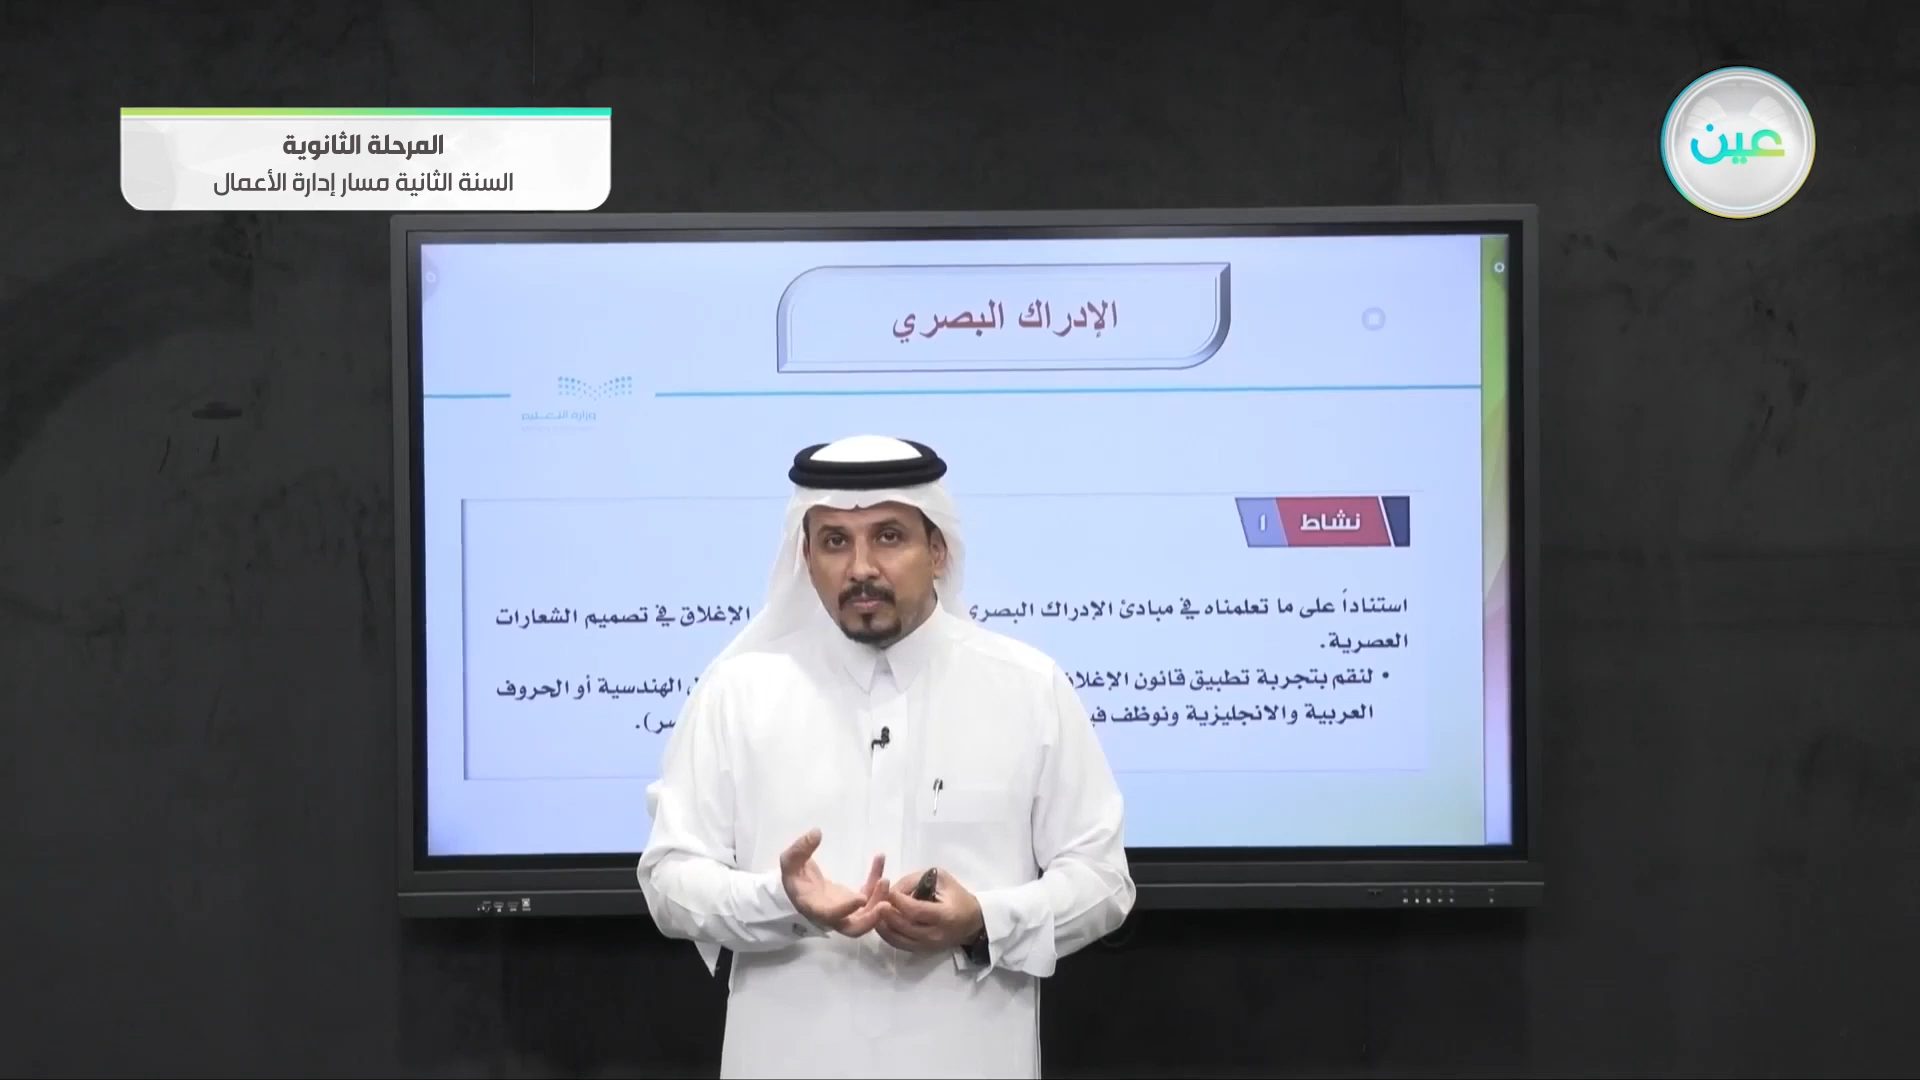 المرحلة الثانوية
السنة الثانية مسار إدارة الأعمال
عين
الإدراك البصري
وزارة التعليم
نشاط ١
استناداً على ما تعلمناه في مبادئ الإدراك البصري الإغلاق في تصميم الشعارات
العصرية.
• لنقم بتجربة تطبيق قانون الهندسية أو الحروف
العربية والانجليزية ونوظف